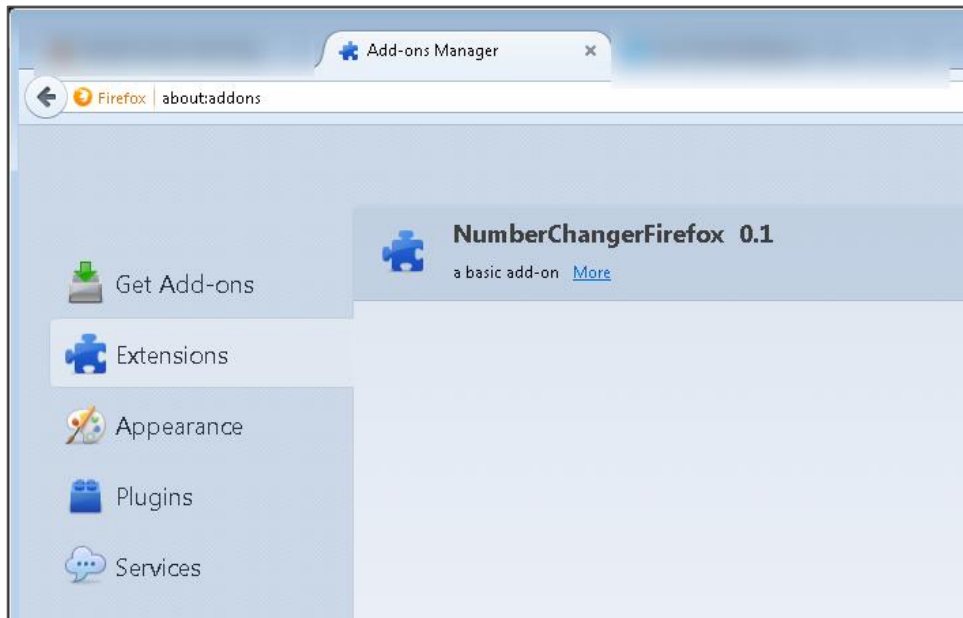 Add-ons Manager
Firefox about:addons
NumberChangerFirefox 0.1
a basic add-on More
Get Add-ons
Extensions
Appearance
Plugins
Services